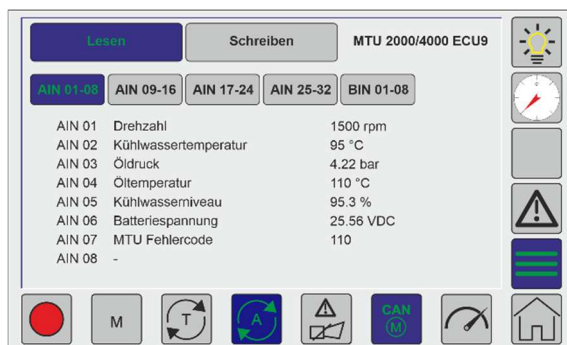 Lesen Schreiben MTU 2000/4000 ECU9
AIN 01-08 AIN 09-16 AIN 17-24 AIN 25-32 BIN 01-08
AIN 01 Drehzahl 1500 rpm
AIN 02 Kühlwassertemperatur 95 °C
AIN 03 Öldruck 4.22 bar
AIN 04 Öltemperatur 110 °C
AIN 05 Kühlwasserniveau 95.3 %
AIN 06 Batteriespannung 25.56 VDC
AIN 07 MTU Fehlercode 110
AIN 08 -
M T A CAN
M